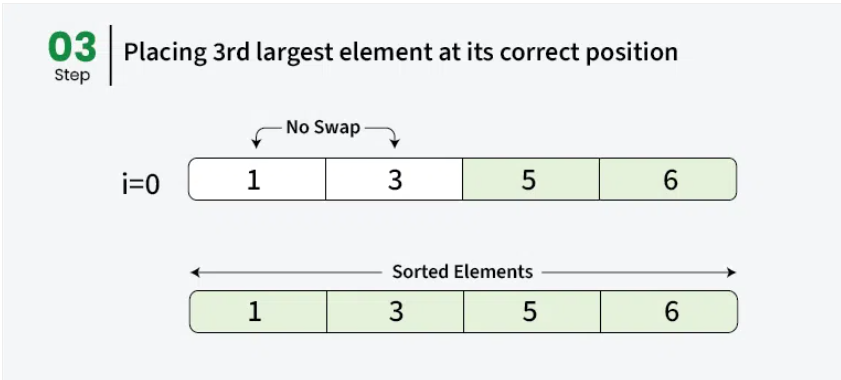 03
Step
Placing 3rd largest element at its correct position
No Swap
i=0 1 3 5 6
Sorted Elements
1 3 5 6